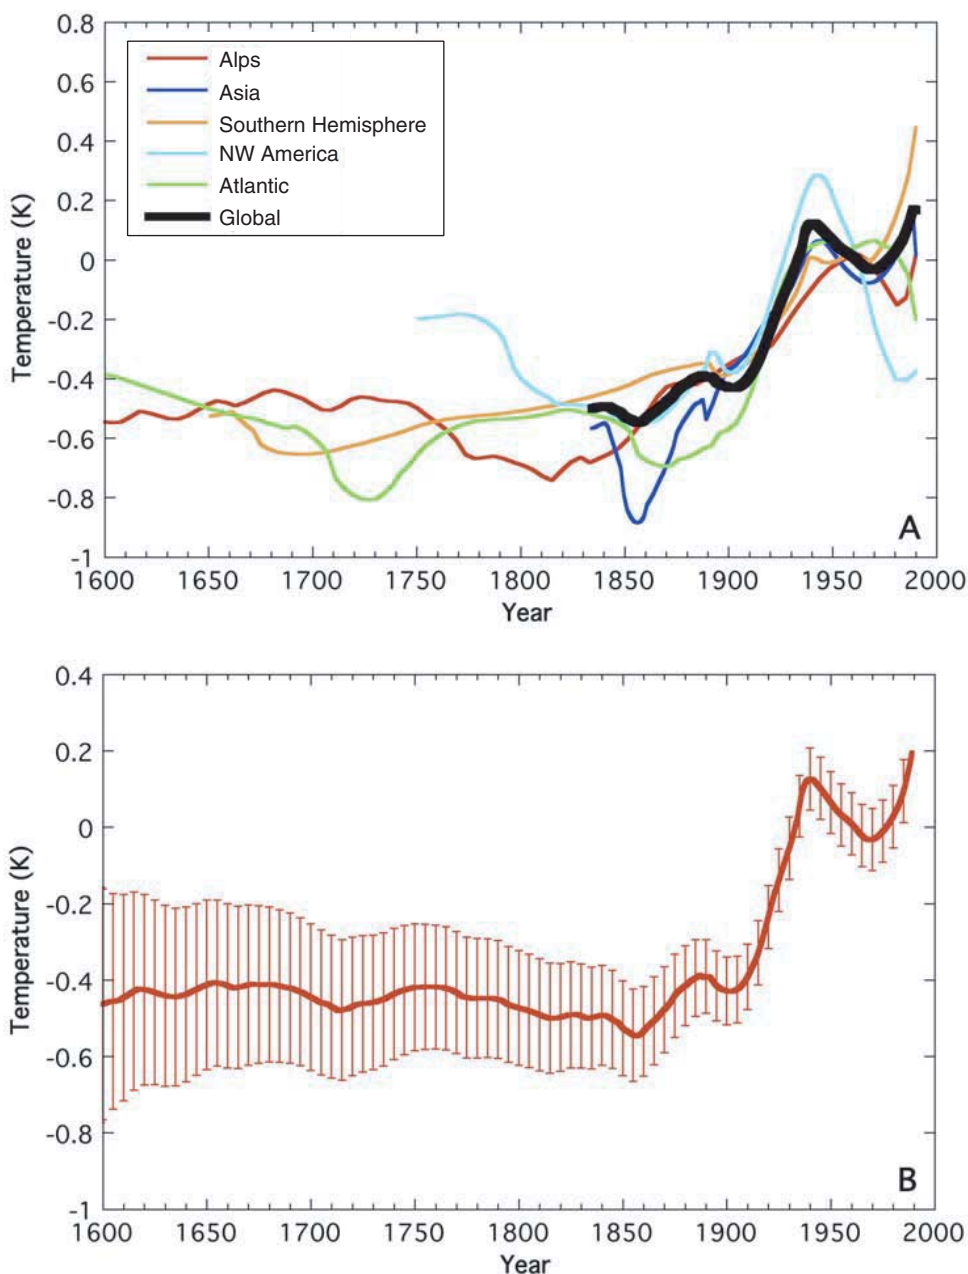 0.8
0.6
0.4
0.2
0
-0.2
-0.4
-0.6
-0.8
-1
Temperature (K)
Alps
Asia
Southern Hemisphere
NW America
Atlantic
Global
A
1600 1650 1700 1750 1800 1850 1900 1950 2000
Year
0.4
0.2
0
-0.2
-0.4
-0.6
-0.8
-1
Temperature (K)
B
1600 1650 1700 1750 1800 1850 1900 1950 2000
Year